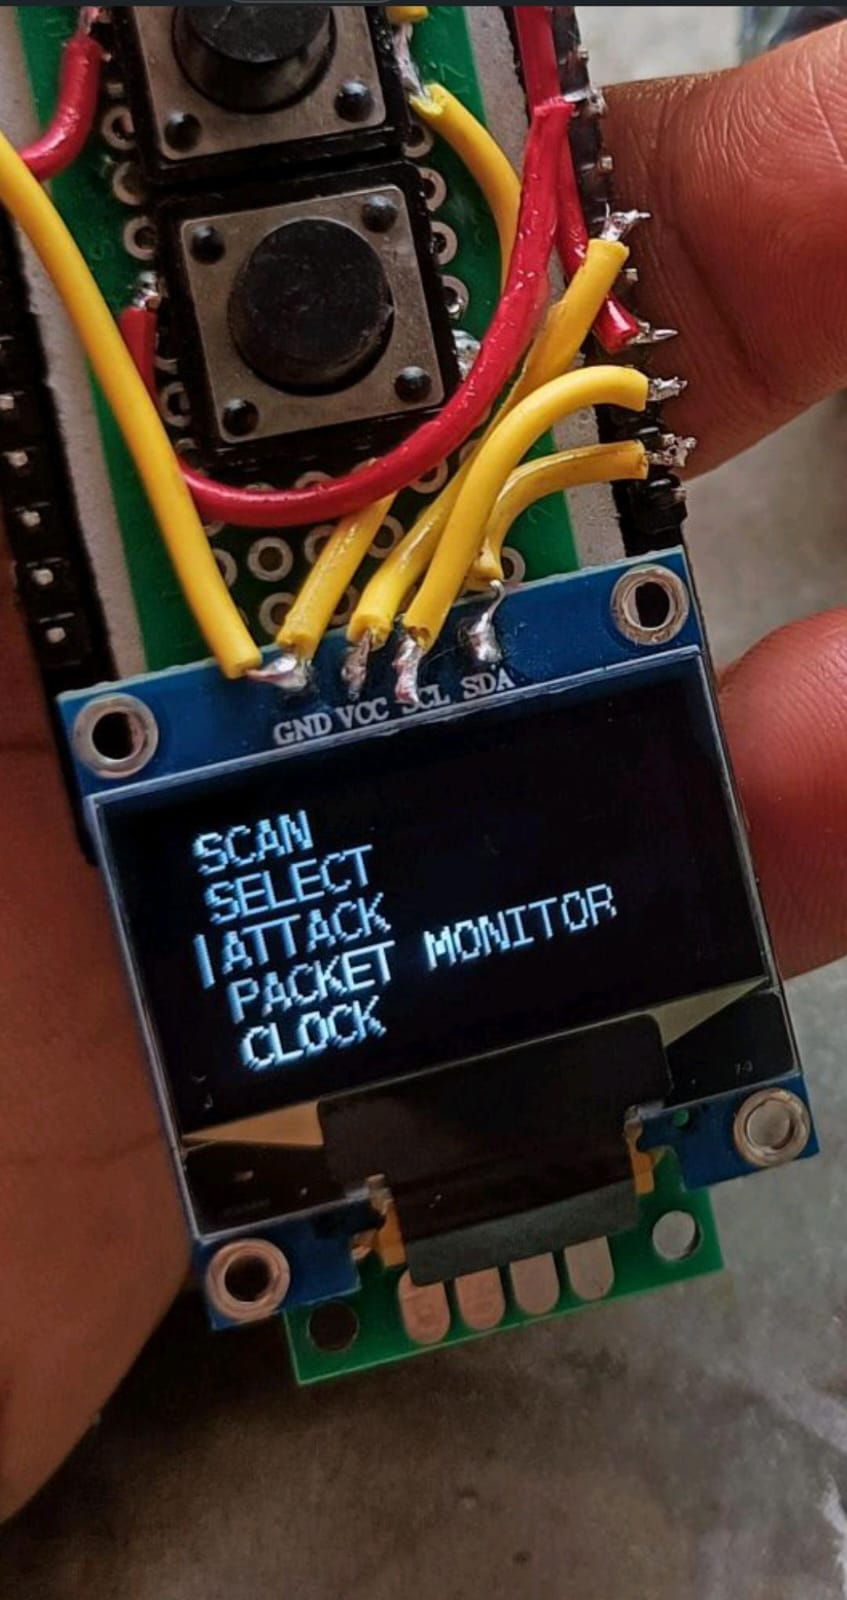 GND VCC SCL SDA
SCAN
SELECT
|ATTACK
PACKET MONITOR
CLOCK